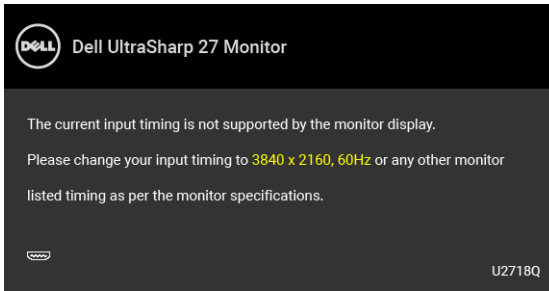 DELL Dell UltraSharp 27 Monitor
The current input timing is not supported by the monitor display.
Please change your input timing to 3840 x 2160, 60Hz or any other monitor
listed timing as per the monitor specifications.
U2718Q